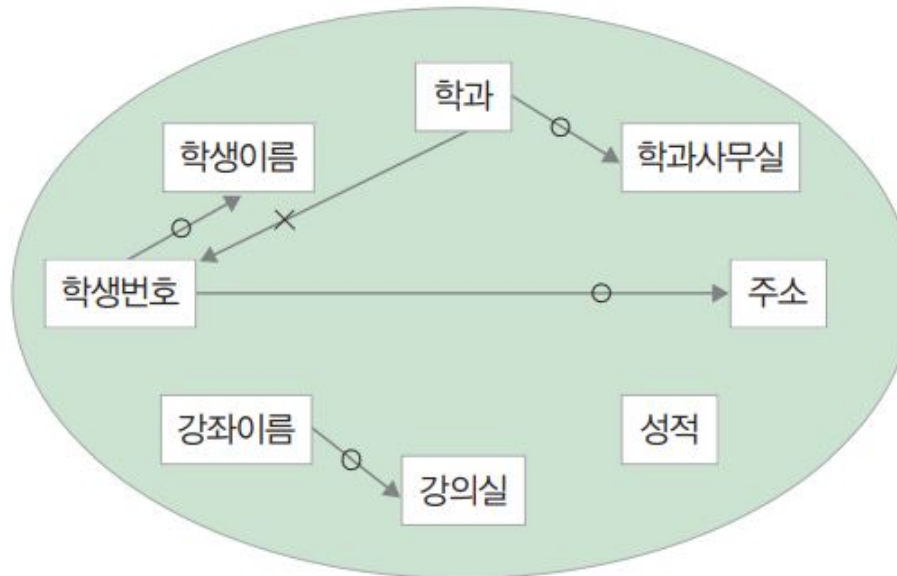 학과
학생이름
학과사무실
학생번호
주소
강좌이름
성적
강의실